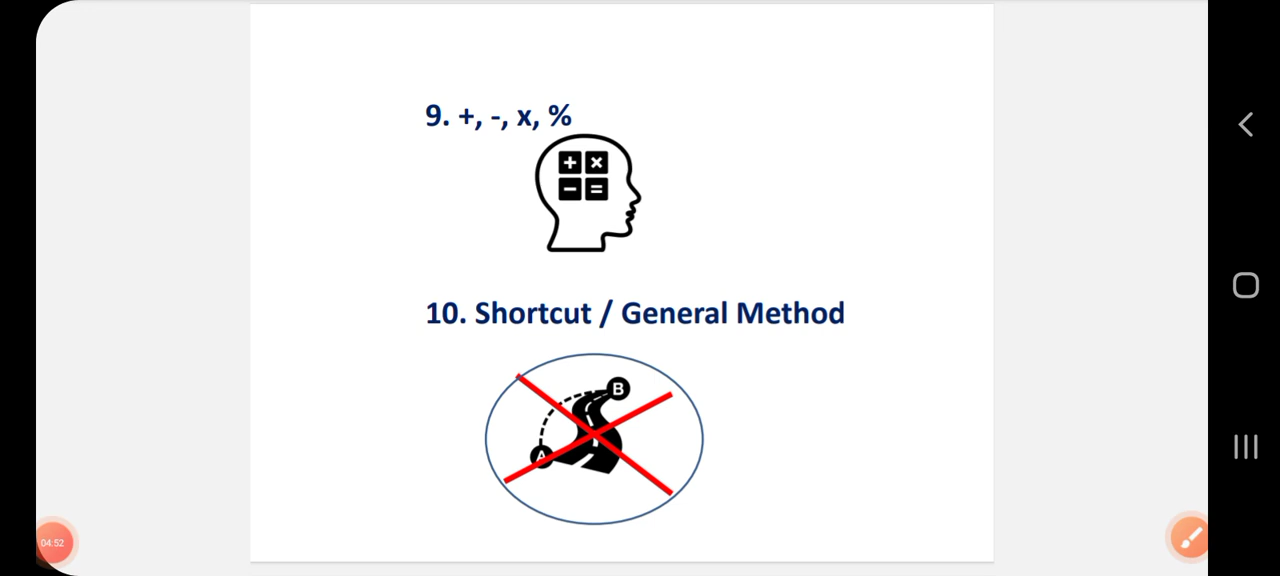 9. +, -, x, %
+ ×
− =
10. Shortcut / General Method
B
A
04:52